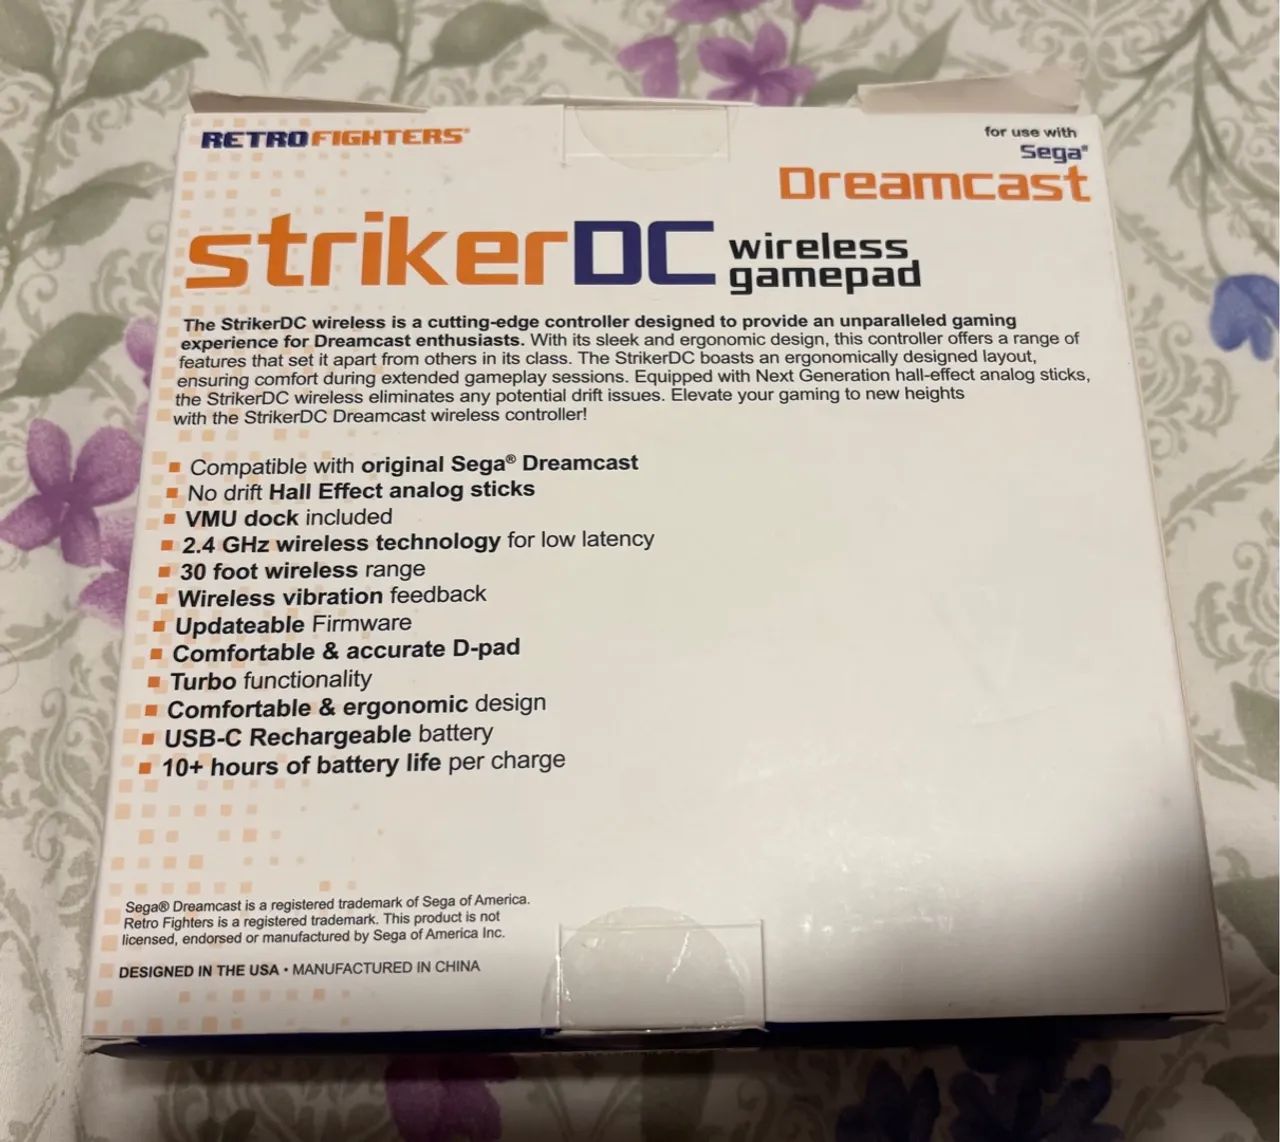 RETROFIGHTERS®
for use with
Sega®
Dreamcast
strikerDC wireless
gamepad
The StrikerDC wireless is a cutting-edge controller designed to provide an unparalleled gaming
experience for Dreamcast enthusiasts. With its sleek and ergonomic design, this controller offers a range of
features that set it apart from others in its class. The StrikerDC boasts an ergonomically designed layout,
ensuring comfort during extended gameplay sessions. Equipped with Next Generation hall-effect analog sticks,
the StrikerDC wireless eliminates any potential drift issues. Elevate your gaming to new heights
with the StrikerDC Dreamcast wireless controller!
Compatible with original Sega® Dreamcast
No drift Hall Effect analog sticks
VMU dock included
2.4 GHz wireless technology for low latency
30 foot wireless range
Wireless vibration feedback
Updateable Firmware
Comfortable & accurate D-pad
Turbo functionality
Comfortable & ergonomic design
USB-C Rechargeable battery
10+ hours of battery life per charge
Sega® Dreamcast is a registered trademark of Sega of America.
Retro Fighters is a registered trademark. This product is not
licensed, endorsed or manufactured by Sega of America Inc.
DESIGNED IN THE USA • MANUFACTURED IN CHINA